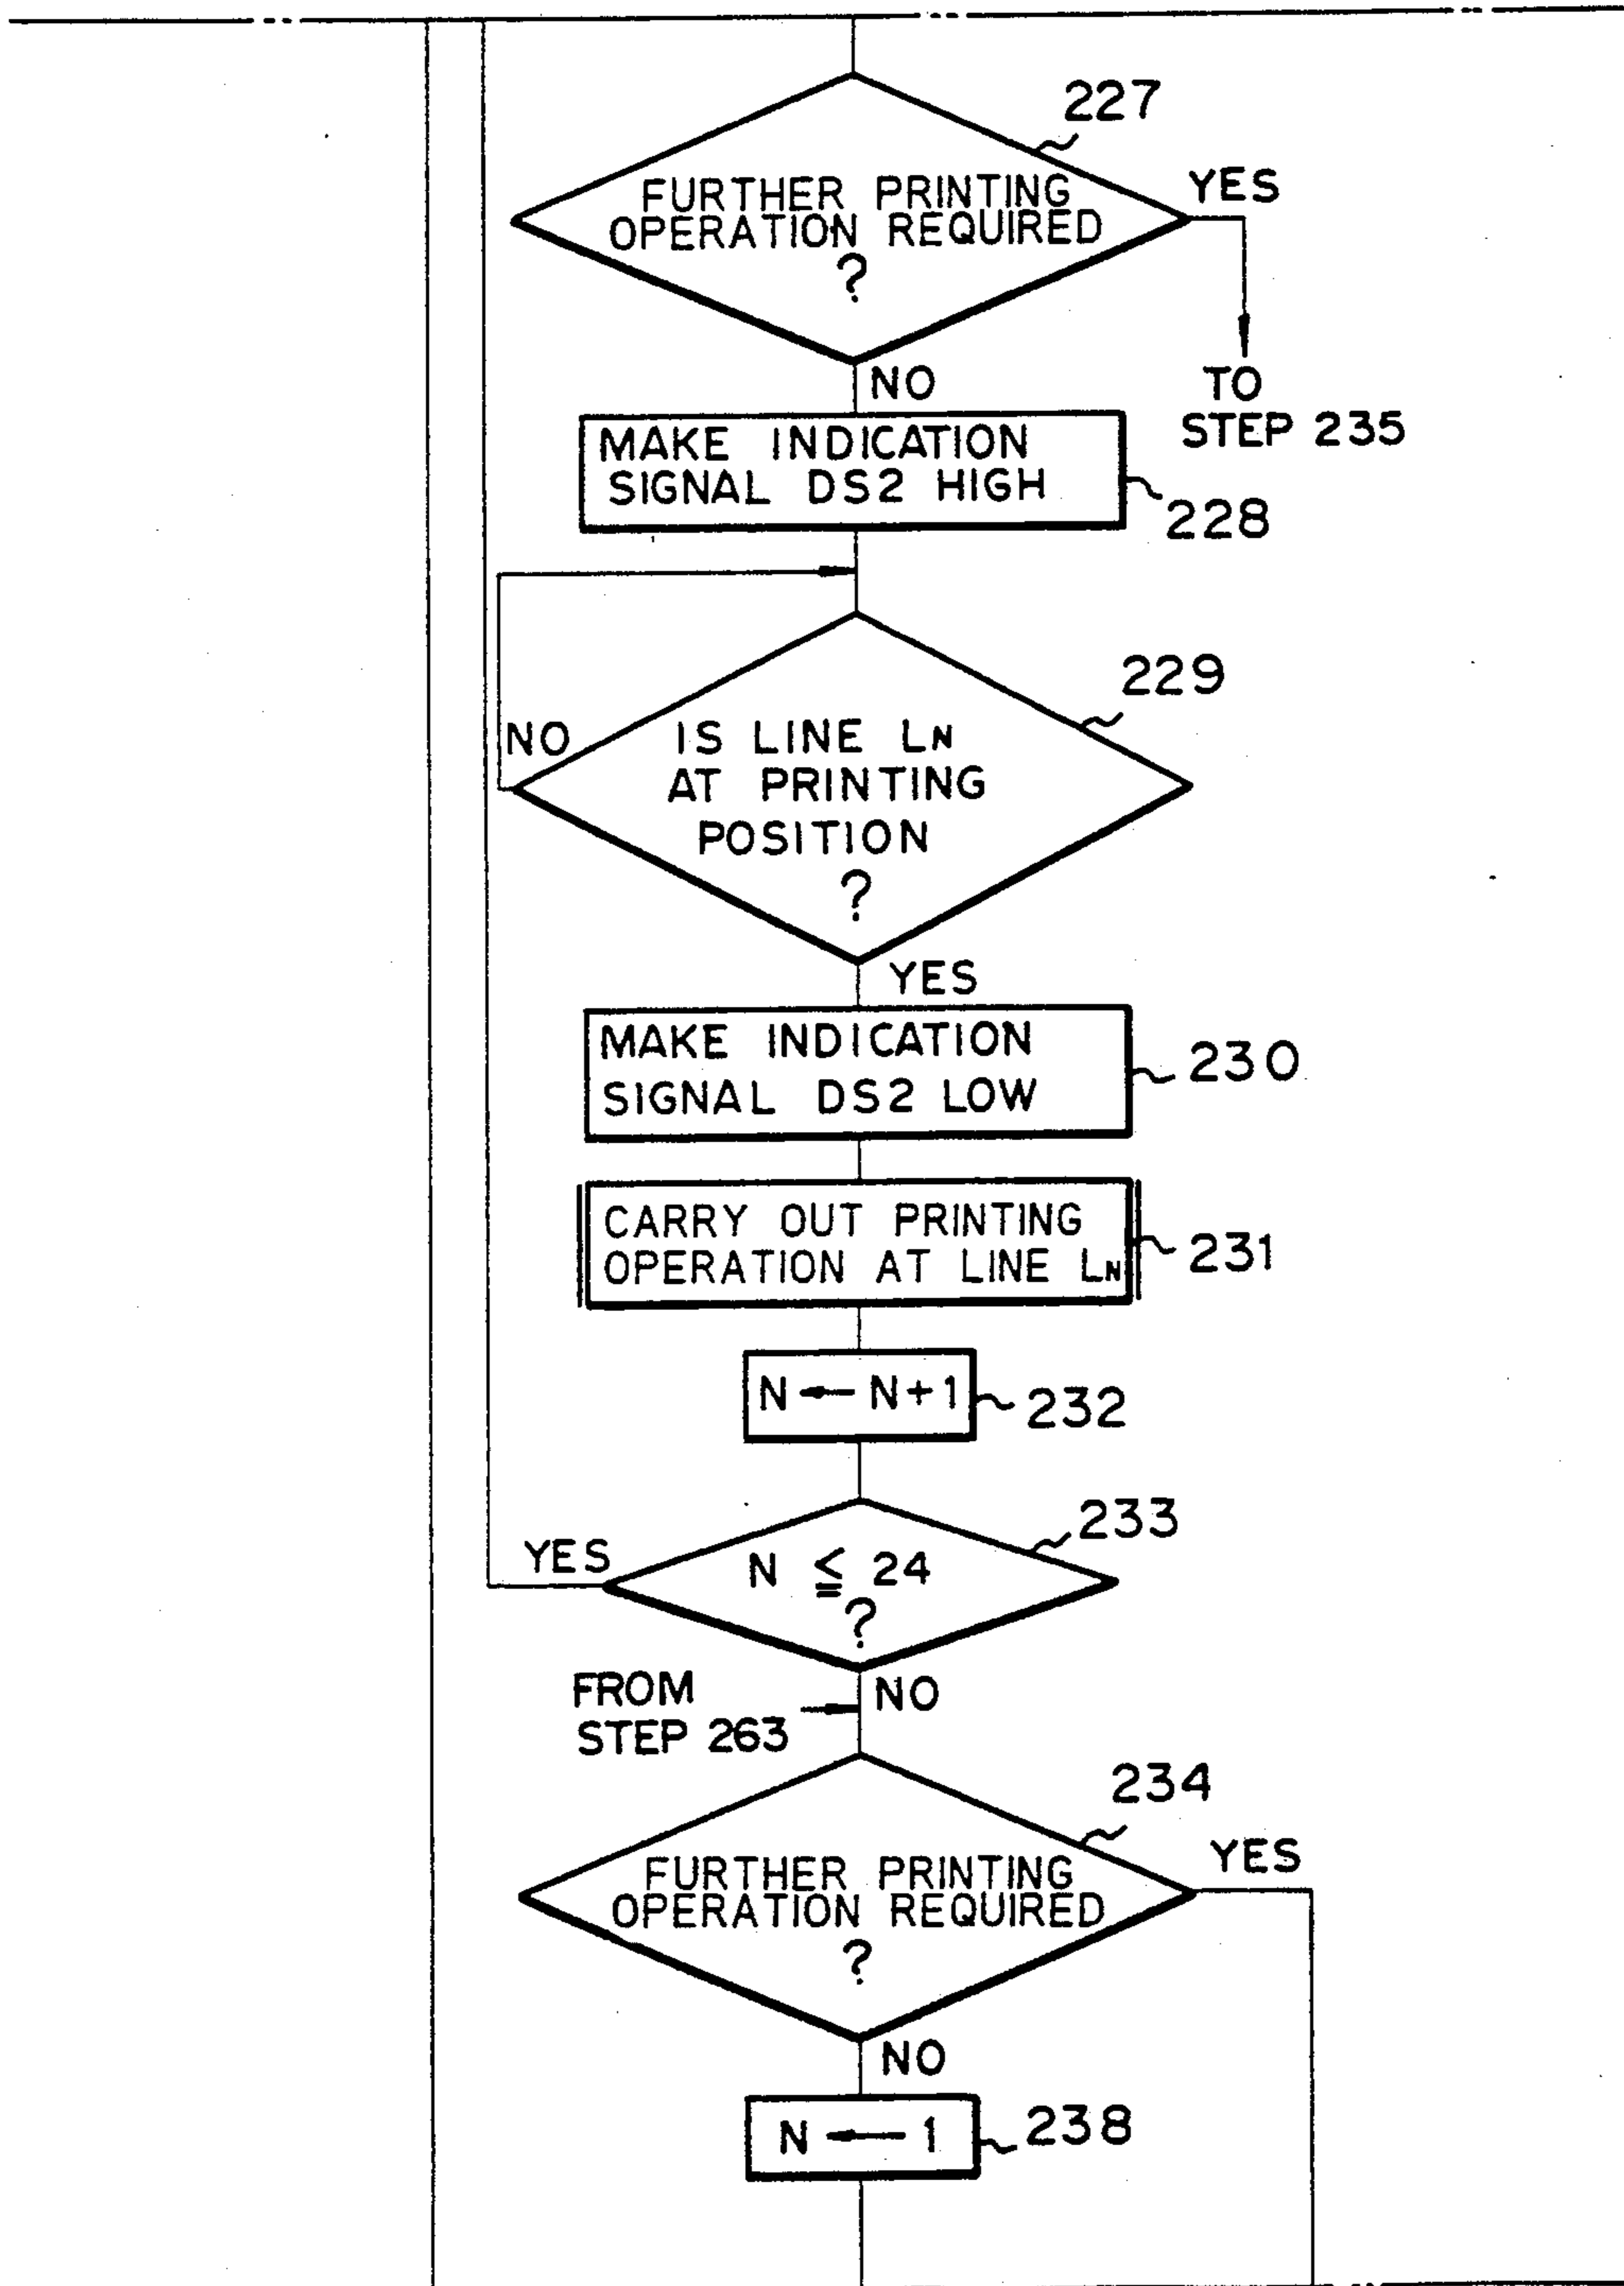 227
FURTHER PRINTING
OPERATION REQUIRED
?
YES
TO
STEP 235
NO
MAKE INDICATION
SIGNAL DS2 HIGH
228
229
NO
IS LINE LN
AT PRINTING
POSITION
?
YES
MAKE INDICATION
SIGNAL DS2 LOW
230
CARRY OUT PRINTING
OPERATION AT LINE LN
231
N ← N+1
232
233
YES
N ≦ 24
?
NO
FROM
STEP 263
234
FURTHER PRINTING
OPERATION REQUIRED
?
YES
NO
N ← 1
238